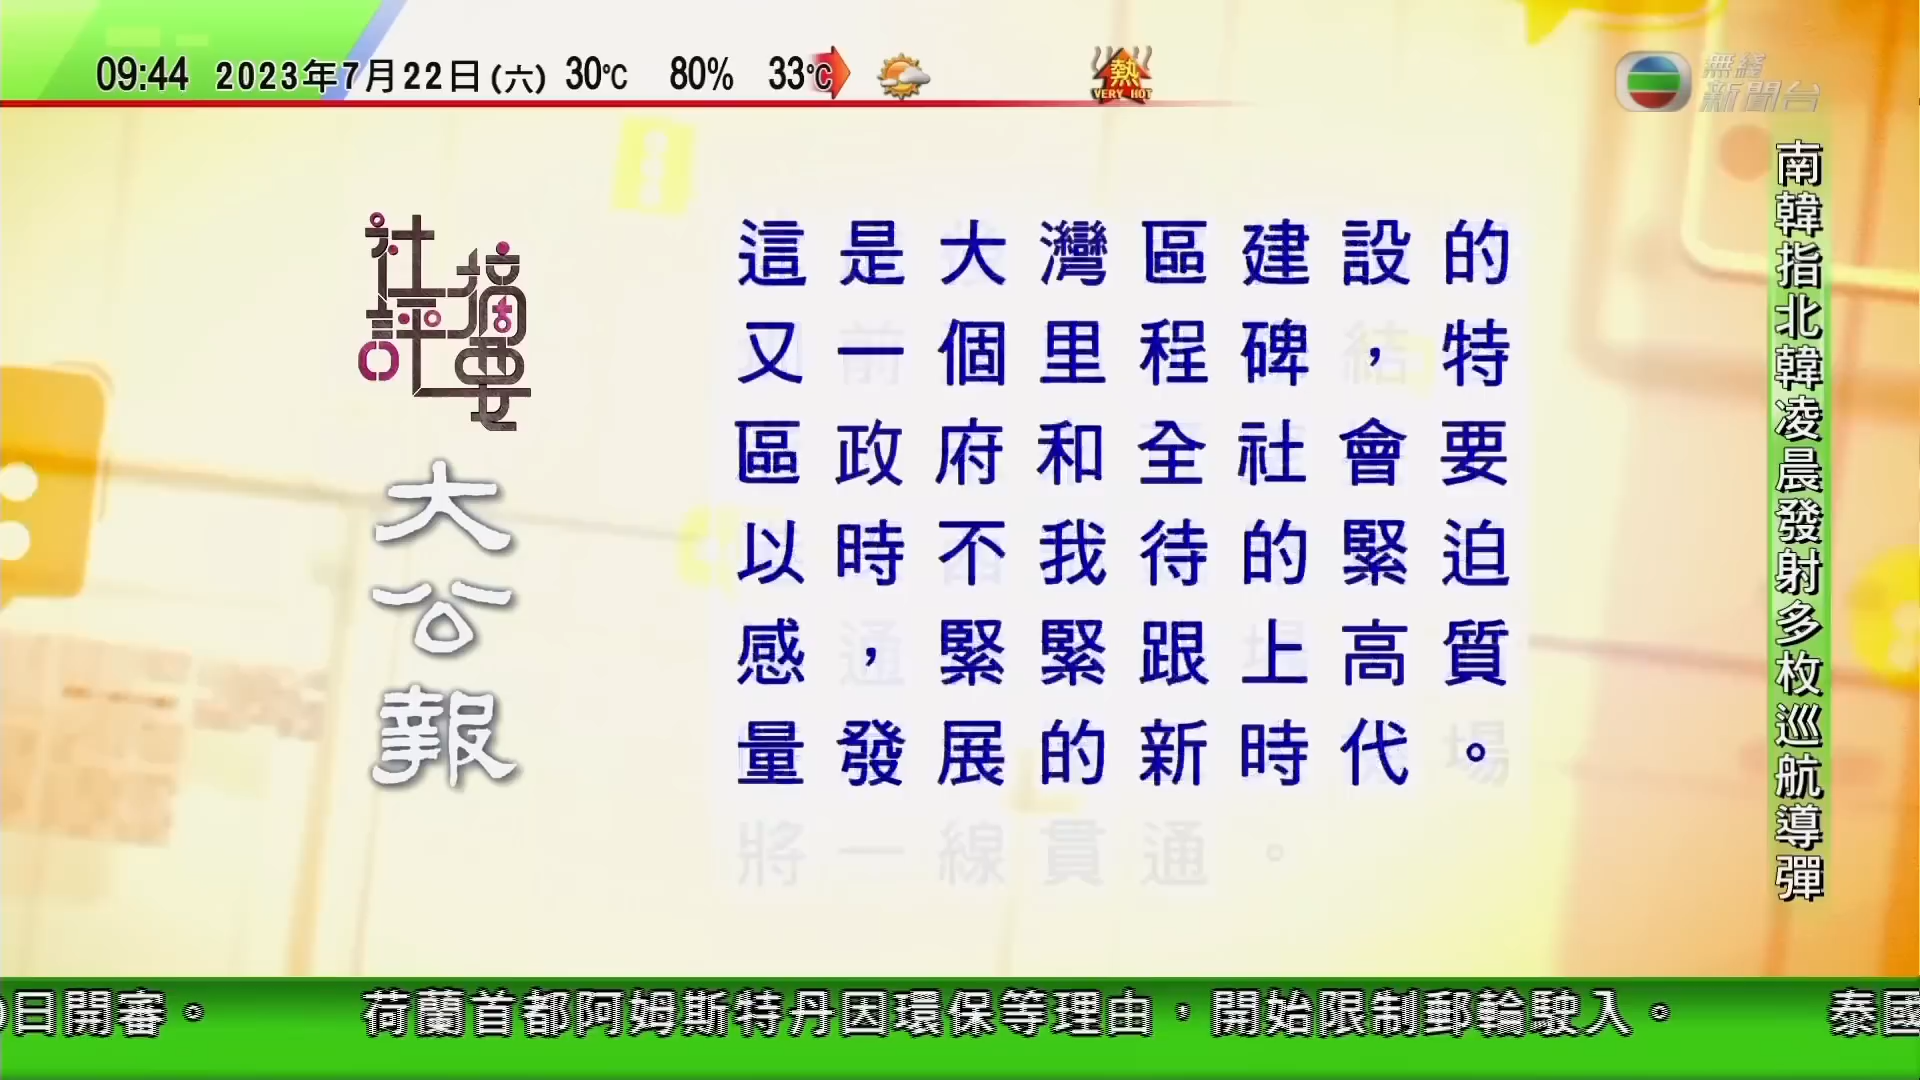 09:44 2023年7月22日(六) 30℃ 80% 33℃
熱
VERY HOT
無綫
新聞台
社評
摘要
大公報
這是大灣區建設的
又一個里程碑，特
區政府和全社會要
以時不我待的緊迫
感，緊緊跟上高質
量發展的新時代。
將一線貫通。
南韓指北韓凌晨發射多枚巡航導彈
日開審。 荷蘭首都阿姆斯特丹因環保等理由，開始限制郵輪駛入。 泰國